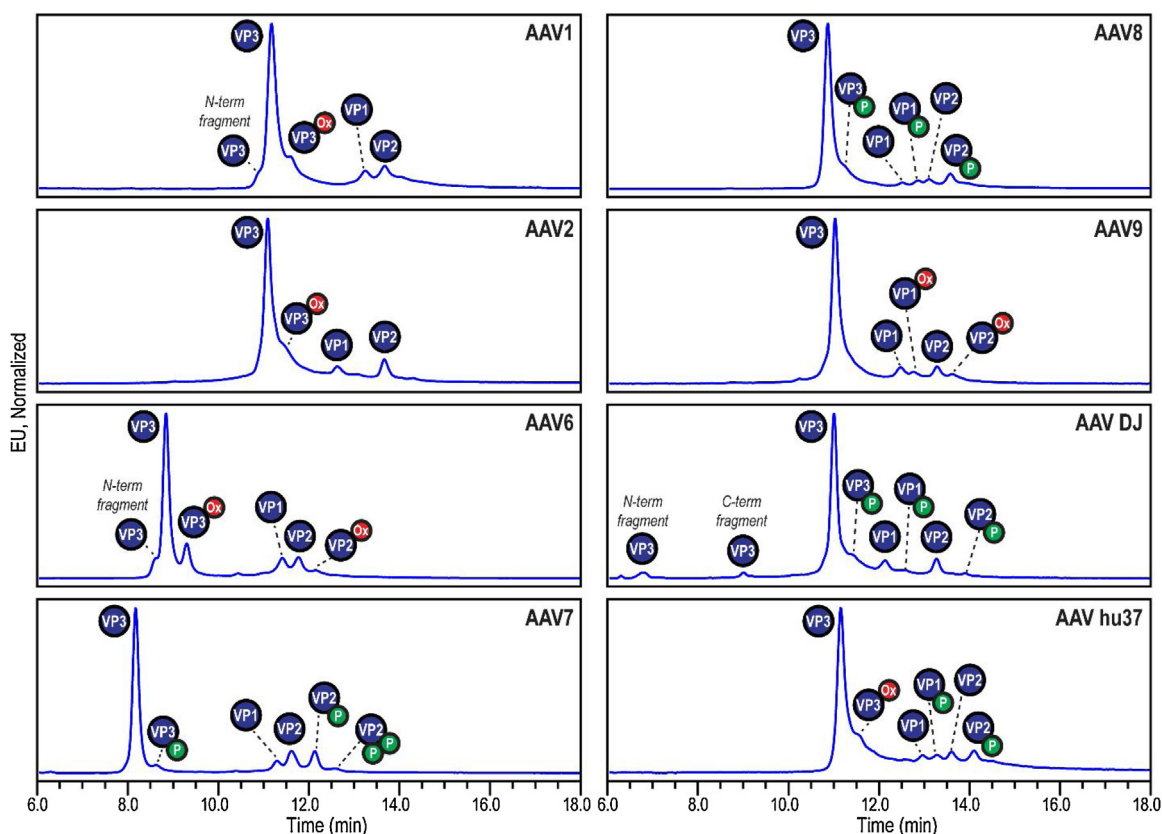 EU, Normalized
AAV1
VP3
N-term
fragment
VP3
VP3 Ox
VP1
VP2
AAV2
VP3
VP3 Ox
VP1
VP2
AAV6
VP3
N-term
fragment
VP3
VP3 Ox
VP1
VP2
VP2 Ox
AAV7
VP3
VP3 P
VP1
VP2
VP2 P
VP2 P P
6.0 8.0 10.0 12.0 14.0 16.0 18.0
Time (min)
AAV8
VP3
VP3 P
VP1
VP1 P
VP2
VP2 P
AAV9
VP3
VP1
VP1 Ox
VP2
VP2 Ox
AAV DJ
N-term
fragment
VP3
C-term
fragment
VP3
VP3
VP3 P
VP1
VP1 P
VP2
VP2 P
AAV hu37
VP3
VP3 Ox
VP1
VP1 P
VP2
VP2 P
6.0 8.0 10.0 12.0 14.0 16.0 18.0
Time (min)